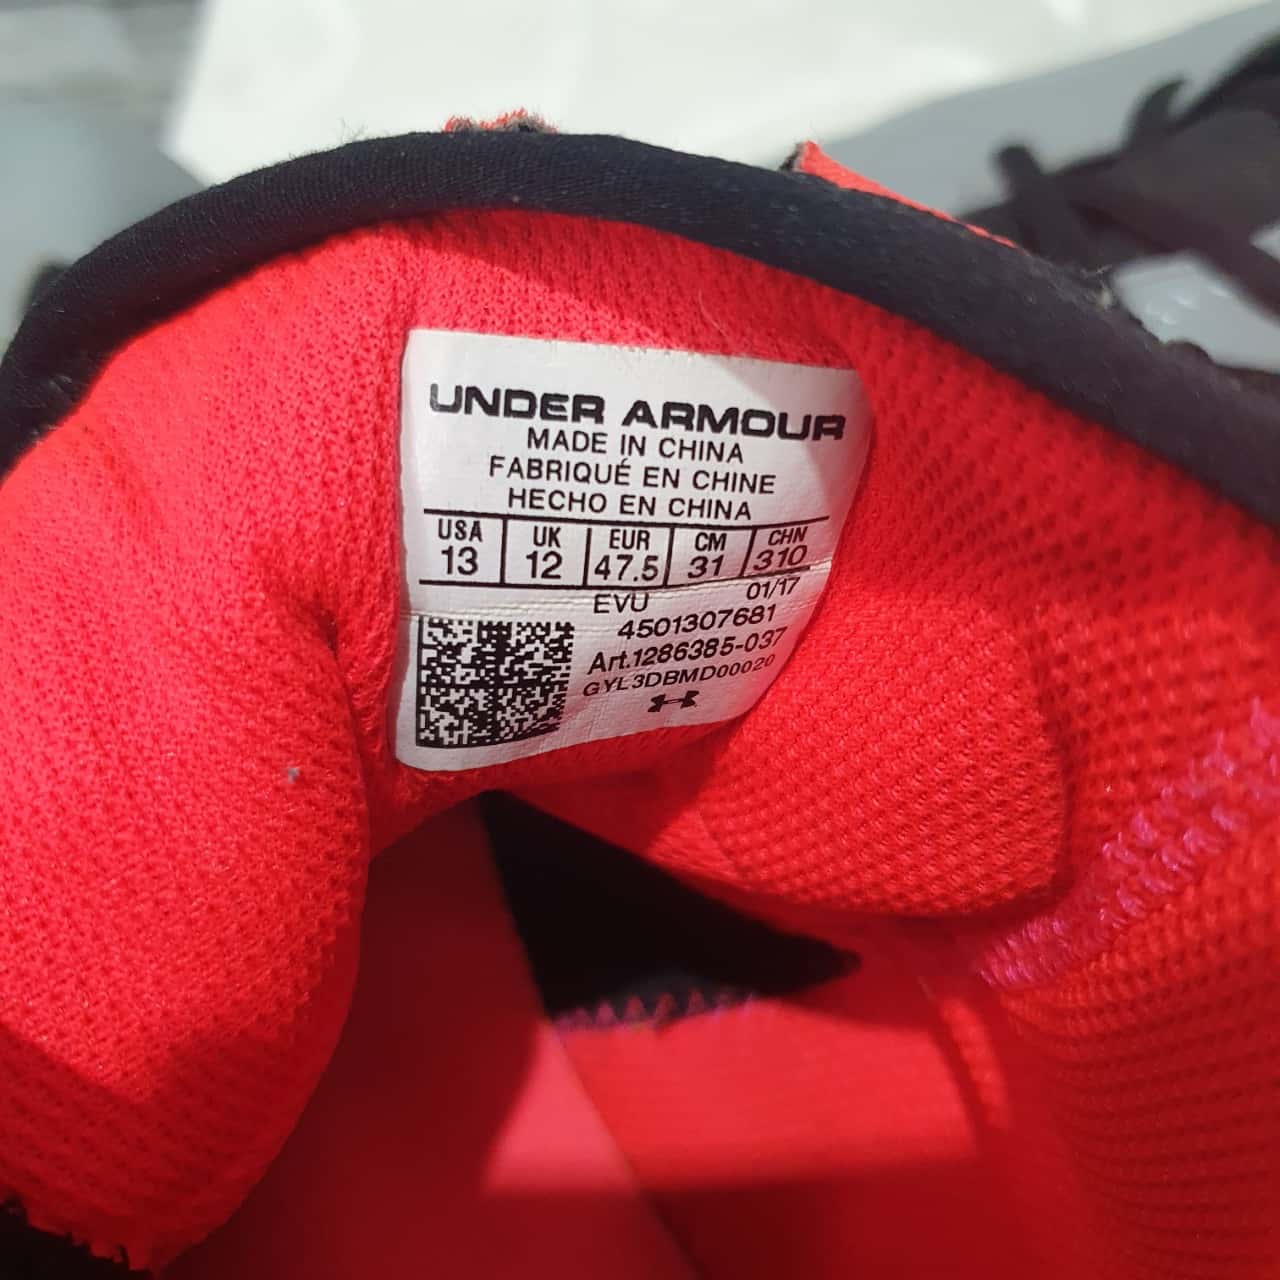 UNDER ARMOUR
MADE IN CHINA
FABRIQUÉ EN CHINE
HECHO EN CHINA
USA UK EUR CM CHN
13 12 47.5 31 310
EVU 01/17
4501307681
Art.1286385-037
GYL3DBMD00020